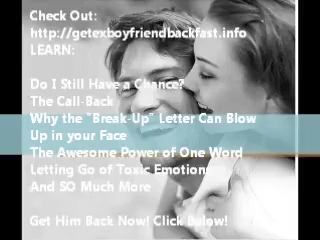 Check Out:
http://getexboyfriendbackfast.info
LEARN:
Do I Still Have a Chance?
The Call-Back
Why the "Break-Up" Letter Can Blow
Up in your Face
The Awesome Power of One Word
Letting Go of Toxic Emotions
And SO Much More
Get Him Back Now! Click Below!